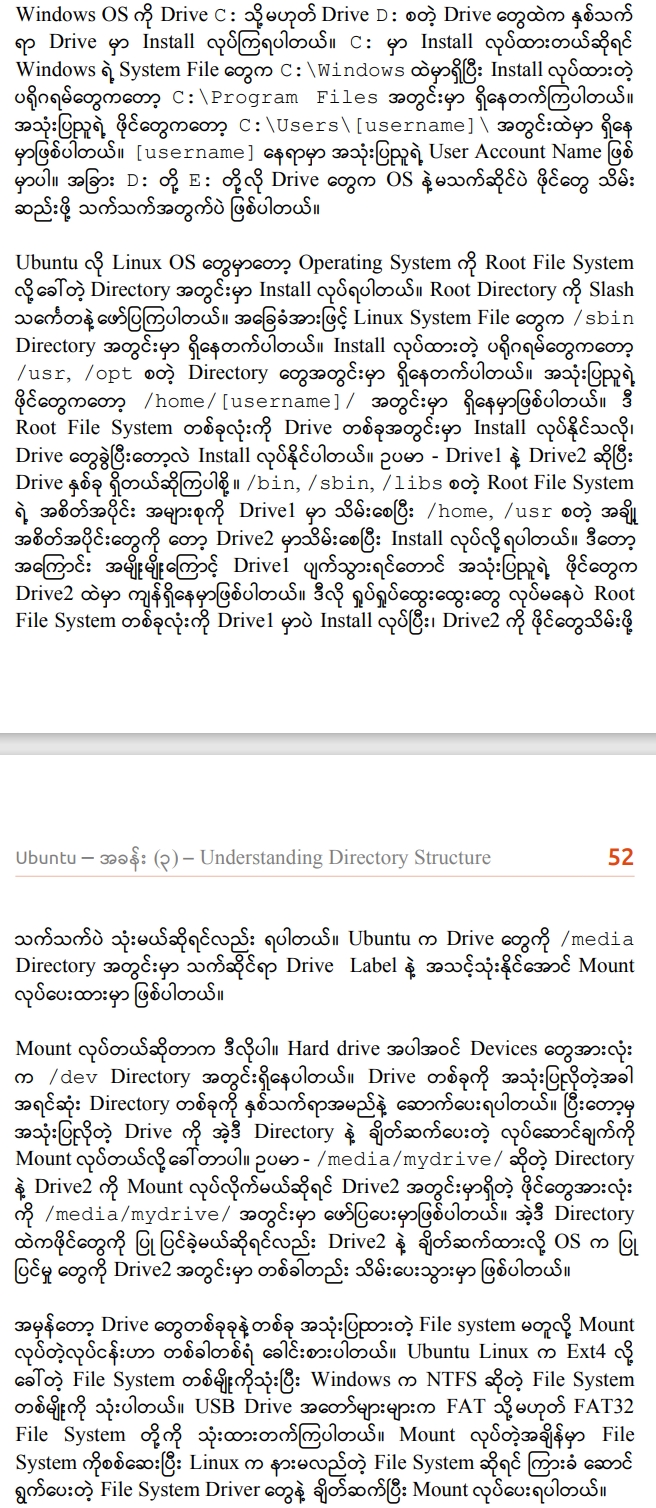 Windows OS ကို Drive C: သို့မဟုတ် Drive D: စတဲ့ Drive တွေထဲက နှစ်သက်
ရာ Drive မှာ Install လုပ်ကြရပါတယ်။ C: မှာ Install လုပ်ထားတယ်ဆိုရင်
Windows ရဲ့ System File တွေက C:\Windows ထဲမှာရှိပြီး Install လုပ်ထားတဲ့
ပရိုဂရမ်တွေကတော့ C:\Program Files အတွင်းမှာ ရှိနေတက်ကြပါတယ်။
အသုံးပြုသူရဲ့ ဖိုင်တွေကတော့ C:\Users\[username]\ အတွင်းထဲမှာ ရှိနေ
မှာဖြစ်ပါတယ်။ [username] နေရာမှာ အသုံးပြုသူရဲ့ User Account Name ဖြစ်
မှာပါ။ အခြား D: တို့ E: တို့လို Drive တွေက OS နဲ့မသက်ဆိုင်ပဲ ဖိုင်တွေ သိမ်း
ဆည်းဖို့ သက်သက်အတွက်ပဲ ဖြစ်ပါတယ်။
Ubuntu လို Linux OS တွေမှာတော့ Operating System ကို Root File System
လို့ခေါ်တဲ့ Directory အတွင်းမှာ Install လုပ်ရပါတယ်။ Root Directory ကို Slash
သင်္ကေတနဲ့ဖော်ပြကြပါတယ်။ အခြေခံအားဖြင့် Linux System File တွေက /sbin
Directory အတွင်းမှာ ရှိနေတက်ပါတယ်။ Install လုပ်ထားတဲ့ ပရိုဂရမ်တွေကတော့
/usr, /opt စတဲ့ Directory တွေအတွင်းမှာ ရှိနေတက်ပါတယ်။ အသုံးပြုသူရဲ့
ဖိုင်တွေကတော့ /home/[username]/ အတွင်းမှာ ရှိနေမှာဖြစ်ပါတယ်။ ဒီ
Root File System တစ်ခုလုံးကို Drive တစ်ခုအတွင်းမှာ Install လုပ်နိုင်သလို၊
Drive တွေခွဲပြီးတော့လဲ Install လုပ်နိုင်ပါတယ်။ ဥပမာ - Drive1 နဲ့ Drive2 ဆိုပြီး
Drive နှစ်ခု ရှိတယ်ဆိုကြပါစို့။ /bin, /sbin, /libs စတဲ့ Root File System
ရဲ့ အစိတ်အပိုင်း အများစုကို Drive1 မှာ သိမ်းစေပြီး /home, /usr စတဲ့ အချို့
အစိတ်အပိုင်းတွေကို တော့ Drive2 မှာသိမ်းစေပြီး Install လုပ်လို့ရပါတယ်။ ဒီတော့
အကြောင်း အမျိုးမျိုးကြောင့် Drive1 ပျက်သွားရင်တောင် အသုံးပြုသူရဲ့ ဖိုင်တွေက
Drive2 ထဲမှာ ကျန်ရှိနေမှာဖြစ်ပါတယ်။ ဒီလို ရှုပ်ရှုပ်ထွေးထွေးတွေ လုပ်မနေပဲ Root
File System တစ်ခုလုံးကို Drive1 မှာပဲ Install လုပ်ပြီး၊ Drive2 ကို ဖိုင်တွေသိမ်းဖို့
Ubuntu – အခန်း (၃) – Understanding Directory Structure 52
သက်သက်ပဲ သုံးမယ်ဆိုရင်လည်း ရပါတယ်။ Ubuntu က Drive တွေကို /media
Directory အတွင်းမှာ သက်ဆိုင်ရာ Drive Label နဲ့ အသင့်သုံးနိုင်အောင် Mount
လုပ်ပေးထားမှာ ဖြစ်ပါတယ်။
Mount လုပ်တယ်ဆိုတာက ဒီလိုပါ။ Hard drive အပါအဝင် Devices တွေအားလုံး
က /dev Directory အတွင်းရှိနေပါတယ်။ Drive တစ်ခုကို အသုံးပြုလိုတဲ့အခါ
အရင်ဆုံး Directory တစ်ခုကို နှစ်သက်ရာအမည်နဲ့ ဆောက်ပေးရပါတယ်။ ပြီးတော့မှ
အသုံးပြုလိုတဲ့ Drive ကို အဲ့ဒီ Directory နဲ့ ချိတ်ဆက်ပေးတဲ့ လုပ်ဆောင်ချက်ကို
Mount လုပ်တယ်လို့ခေါ်တာပါ။ ဥပမာ - /media/mydrive/ ဆိုတဲ့ Directory
နဲ့ Drive2 ကို Mount လုပ်လိုက်မယ်ဆိုရင် Drive2 အတွင်းမှာရှိတဲ့ ဖိုင်တွေအားလုံး
ကို /media/mydrive/ အတွင်းမှာ ဖော်ပြပေးမှာဖြစ်ပါတယ်။ အဲ့ဒီ Directory
ထဲကဖိုင်တွေကို ပြု ပြင်ခဲ့မယ်ဆိုရင်လည်း Drive2 နဲ့ ချိတ်ဆက်ထားလို့ OS က ပြု
ပြင်မှု တွေကို Drive2 အတွင်းမှာ တစ်ခါတည်း သိမ်းပေးသွားမှာ ဖြစ်ပါတယ်။
အမှန်တော့ Drive တွေတစ်ခုခုနဲ့တစ်ခု အသုံးပြုထားတဲ့ File system မတူလို့ Mount
လုပ်တဲ့လုပ်ငန်းဟာ တစ်ခါတစ်ရံ ခေါင်းစားပါတယ်။ Ubuntu Linux က Ext4 လို့
ခေါ်တဲ့ File System တစ်မျိုးကိုသုံးပြီး Windows က NTFS ဆိုတဲ့ File System
တစ်မျိုးကို သုံးပါတယ်။ USB Drive အတော်များများက FAT သို့မဟုတ် FAT32
File System တို့ကို သုံးထားတက်ကြပါတယ်။ Mount လုပ်တဲ့အချိန်မှာ File
System ကိုစစ်ဆေးပြီး Linux က နားမလည်တဲ့ File System ဆိုရင် ကြားခံ ဆောင်
ရွက်ပေးတဲ့ File System Driver တွေနဲ့ ချိတ်ဆက်ပြီး Mount လုပ်ပေးရပါတယ်။